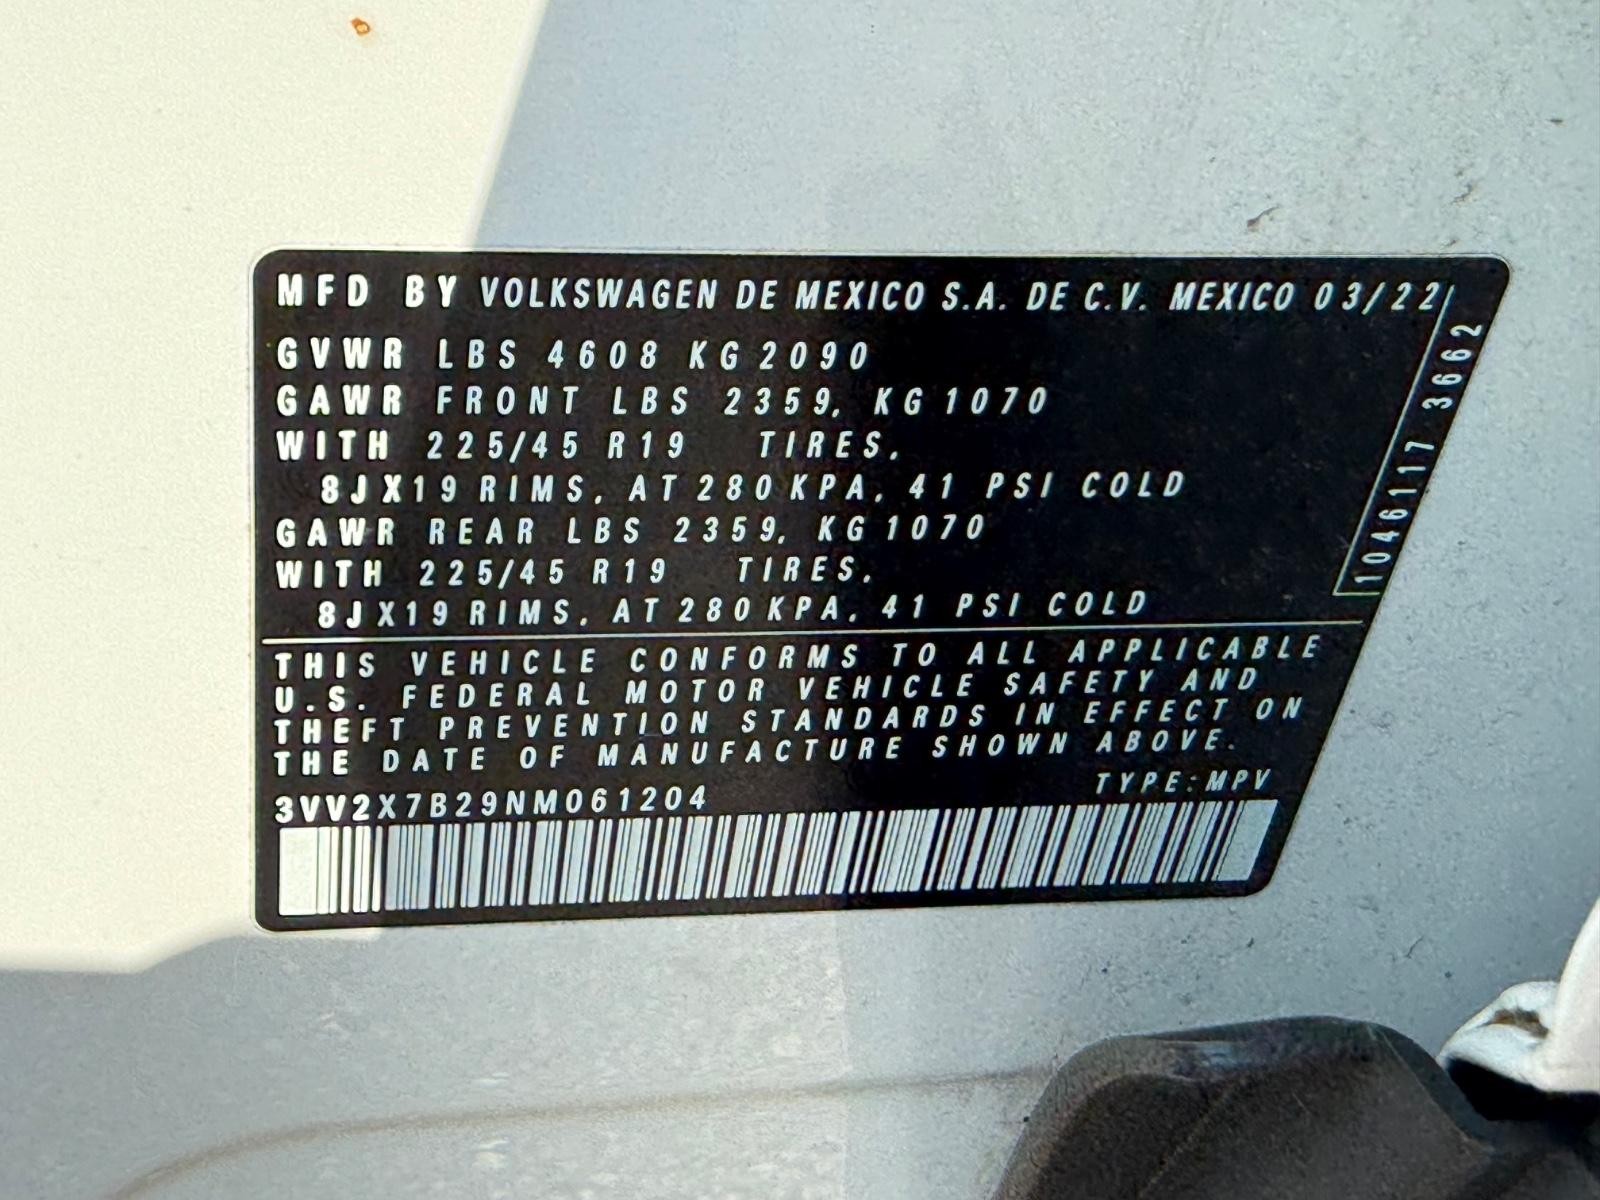 MFD BY VOLKSWAGEN DE MEXICO S.A. DE C.V. MEXICO 03/22
GVWR LBS 4608 KG 2090
GAWR FRONT LBS 2359, KG 1070
WITH 225/45 R19 TIRES,
8JX19 RIMS, AT 280 KPA, 41 PSI COLD
GAWR REAR LBS 2359, KG 1070
WITH 225/45 R19 TIRES,
8JX19 RIMS, AT 280 KPA, 41 PSI COLD
1046117 3662
THIS VEHICLE CONFORMS TO ALL APPLICABLE
U.S. FEDERAL MOTOR VEHICLE SAFETY AND
THEFT PREVENTION STANDARDS IN EFFECT ON
THE DATE OF MANUFACTURE SHOWN ABOVE.
3VV2X7B29NM061204 TYPE: MPV